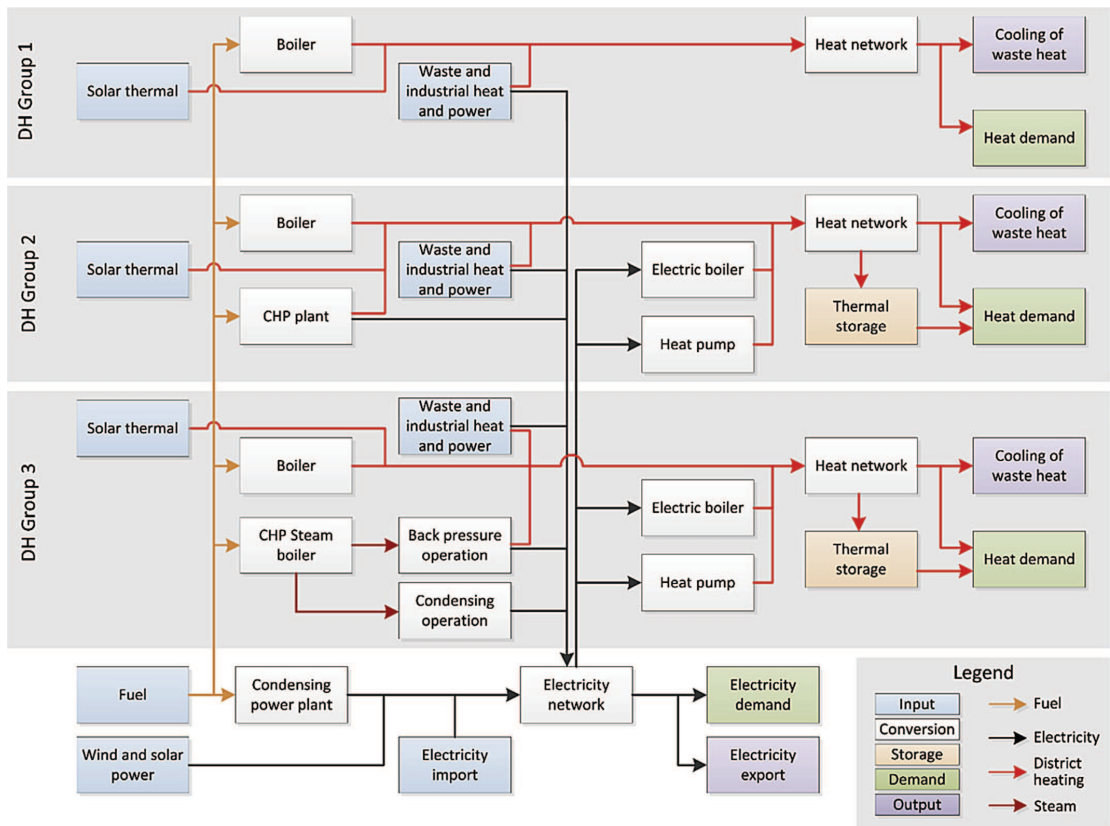 DH Group 1
Boiler
Solar thermal
Waste and
industrial heat
and power
Heat network
Cooling of
waste heat
Heat demand
DH Group 2
Boiler
Solar thermal
CHP plant
Waste and
industrial heat
and power
Electric boiler
Heat pump
Heat network
Thermal
storage
Cooling of
waste heat
Heat demand
DH Group 3
Solar thermal
Boiler
CHP Steam
boiler
Waste and
industrial heat
and power
Back pressure
operation
Condensing
operation
Electric boiler
Heat pump
Heat network
Thermal
storage
Cooling of
waste heat
Heat demand
Fuel
Condensing
power plant
Wind and solar
power
Electricity
import
Electricity
network
Electricity
demand
Electricity
export
Legend
Input
Conversion
Storage
Demand
Output
Fuel
Electricity
District
heating
Steam